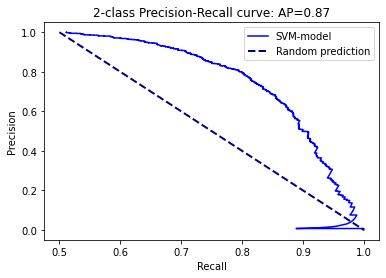 2-class Precision-Recall curve: AP=0.87
SVM-model
Random prediction
Precision
1.0
0.8
0.6
0.4
0.2
0.0
0.5
0.6
0.7
0.8
0.9
1.0
Recall